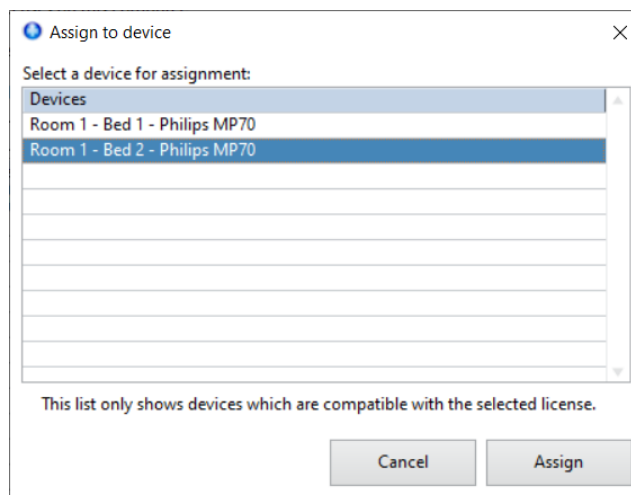 Assign to device
Select a device for assignment:
Devices
Room 1 - Bed 1 - Philips MP70
Room 1 - Bed 2 - Philips MP70
This list only shows devices which are compatible with the selected license.
Cancel
Assign